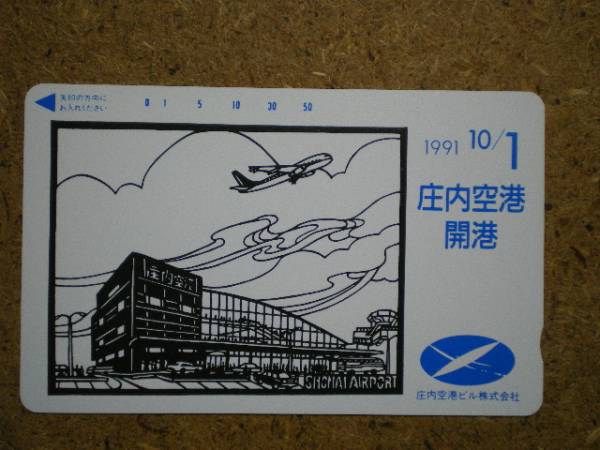 矢印の方向に
お入れください
0 1 5 10 30 50
1991 10/1
庄内空港
開港
庄内空港
SHONAI AIRPORT
庄内空港ビル株式会社